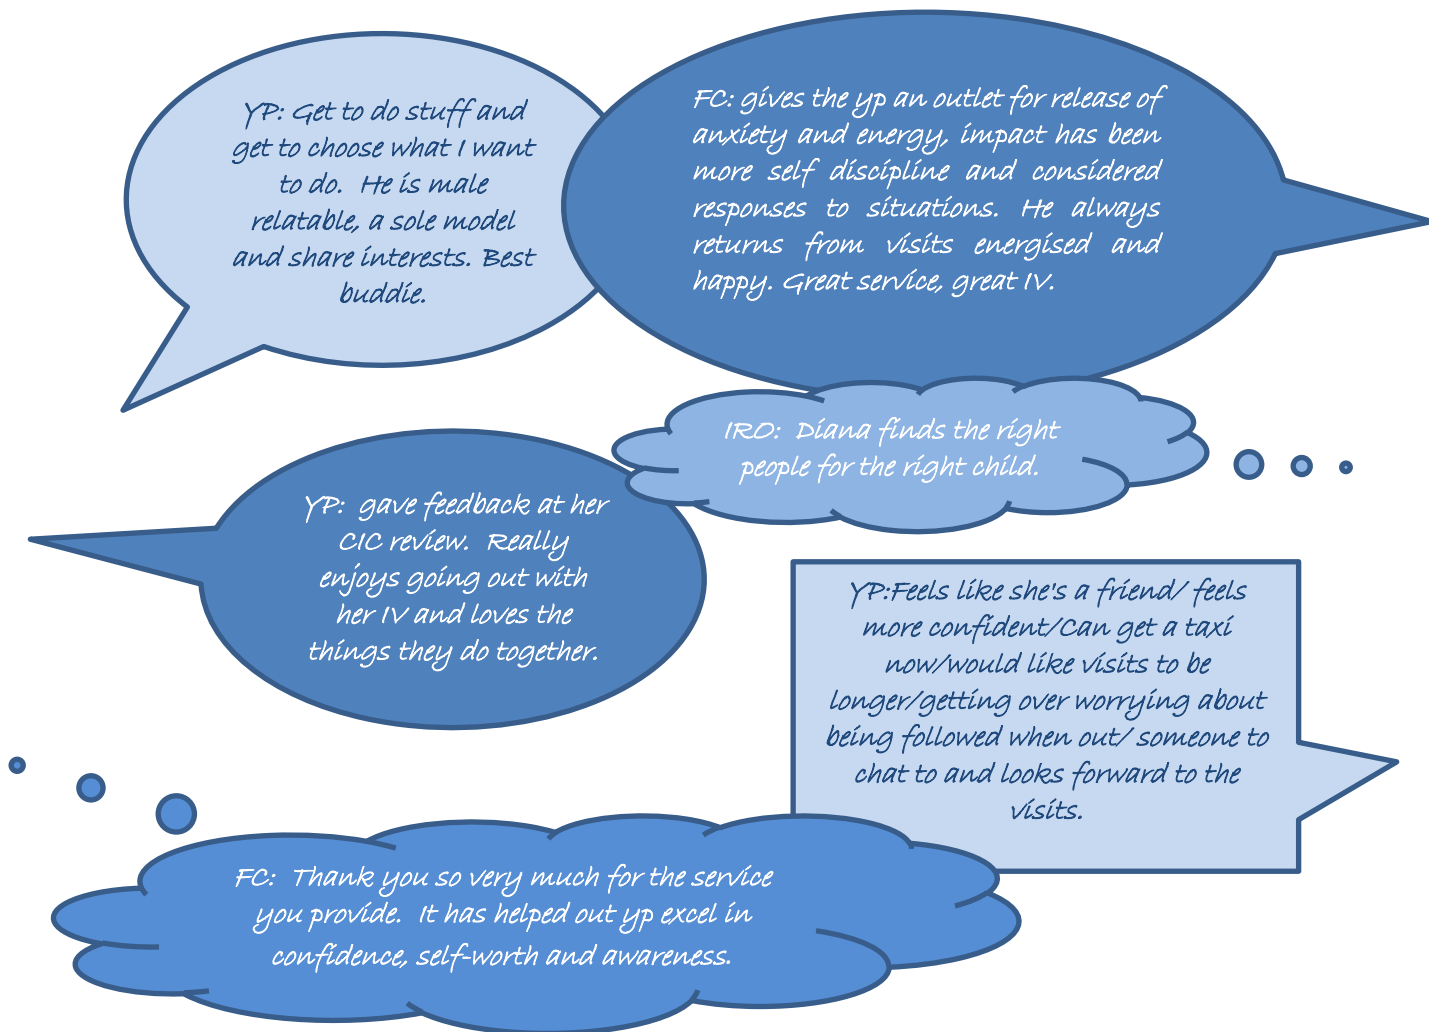 YP: Get to do stuff and
get to choose what I want
to do. He is male
relatable, a sole model
and share interests. Best
buddie.
FC: gives the yp an outlet for release of
anxiety and energy, impact has been
more self discipline and considered
responses to situations. He always
returns from visits energised and
happy. Great service, great IV.
IRO: Diana finds the right
people for the right child.
YP: gave feedback at her
CIC review. Really
enjoys going out with
her IV and loves the
things they do together.
YP:Feels like she's a friend/ feels
more confident/Can get a taxi
now/would like visits to be
longer/getting over worrying about
being followed when out/ someone to
chat to and looks forward to the
visits.
FC: Thank you so very much for the service
you provide. It has helped out yp excel in
confidence, self-worth and awareness.